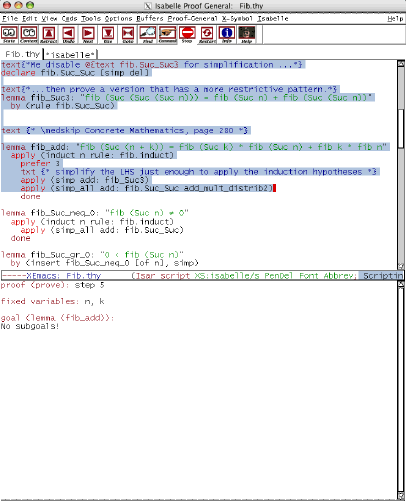 Isabelle Proof General: Fib.thy
File Edit View Cmds Tools Options Buffers Proof-General X-Symbol Isabelle Help
State Context Retract Undo Next Use Goto Find Command Stop Restart Info Help
Fib.thy *isabelle*
text{*We disable @{text fib.Suc_Suc} for simplification ...*}
declare fib.Suc_Suc [simp del]
text{*...then prove a version that has a more restrictive pattern.*}
lemma fib_Suc3: "fib (Suc (Suc (Suc n))) = fib (Suc n) + fib (Suc (Suc n))"
by (rule fib.Suc_Suc)
text {* \medskip Concrete Mathematics, page 280 *}
lemma fib_add: "fib (Suc (n + k)) = fib (Suc k) * fib (Suc n) + fib k * fib n"
apply (induct n rule: fib.induct)
prefer 3
txt {* simplify the LHS just enough to apply the induction hypotheses *}
apply (simp add: fib_Suc3)
apply (simp_all add: fib.Suc_Suc add_mult_distrib2)
done
lemma fib_Suc_neq_0: "fib (Suc n) ≠ 0"
apply (induct n rule: fib.induct)
apply (simp_all add: fib.Suc_Suc)
done
lemma fib_Suc_gr_0: "0 < fib (Suc n)"
by (insert fib_Suc_neq_0 [of n], simp)
-----XEmacs: Fib.thy (Isar script XS:isabelle/s PenDel Font Abbrev; Scriptin
proof (prove): step 5
fixed variables: n, k
goal (lemma (fib_add)):
No subgoals!